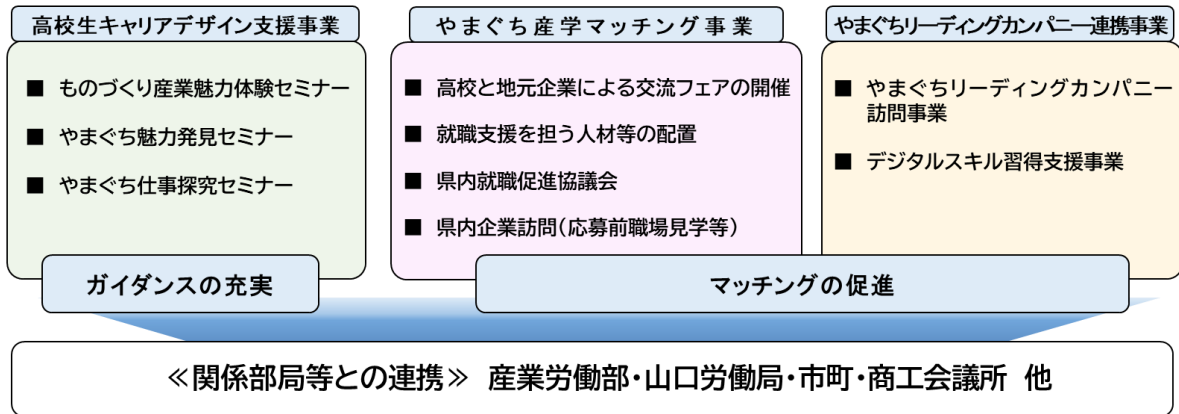 高校生キャリアデザイン支援事業
■ ものづくり産業魅力体験セミナー
■ やまぐち魅力発見セミナー
■ やまぐち仕事探究セミナー
ガイダンスの充実
やまぐち産学マッチング事業
■ 高校と地元企業による交流フェアの開催
■ 就職支援を担う人材等の配置
■ 県内就職促進協議会
■ 県内企業訪問(応募前職場見学等)
やまぐちリーディングカンパニー連携事業
■ やまぐちリーディングカンパニー
訪問事業
■ デジタルスキル習得支援事業
マッチングの促進
≪関係部局等との連携≫ 産業労働部・山口労働局・市町・商工会議所 他